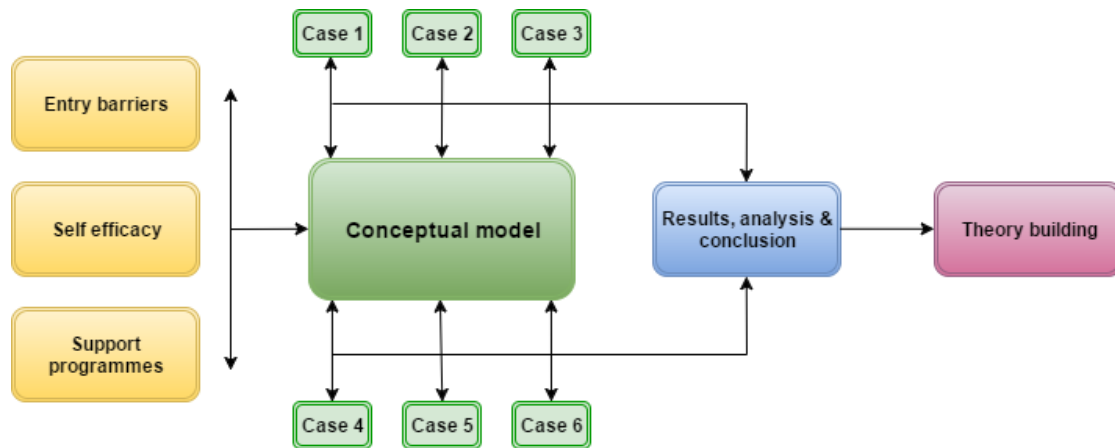 Case 1
Case 2
Case 3
Entry barriers
Self efficacy
Support
programmes
Conceptual model
Results, analysis &
conclusion
Theory building
Case 4
Case 5
Case 6